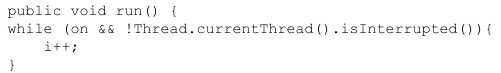 public void run() {
while (on && !Thread.currentThread().isInterrupted()){
    i++;
}